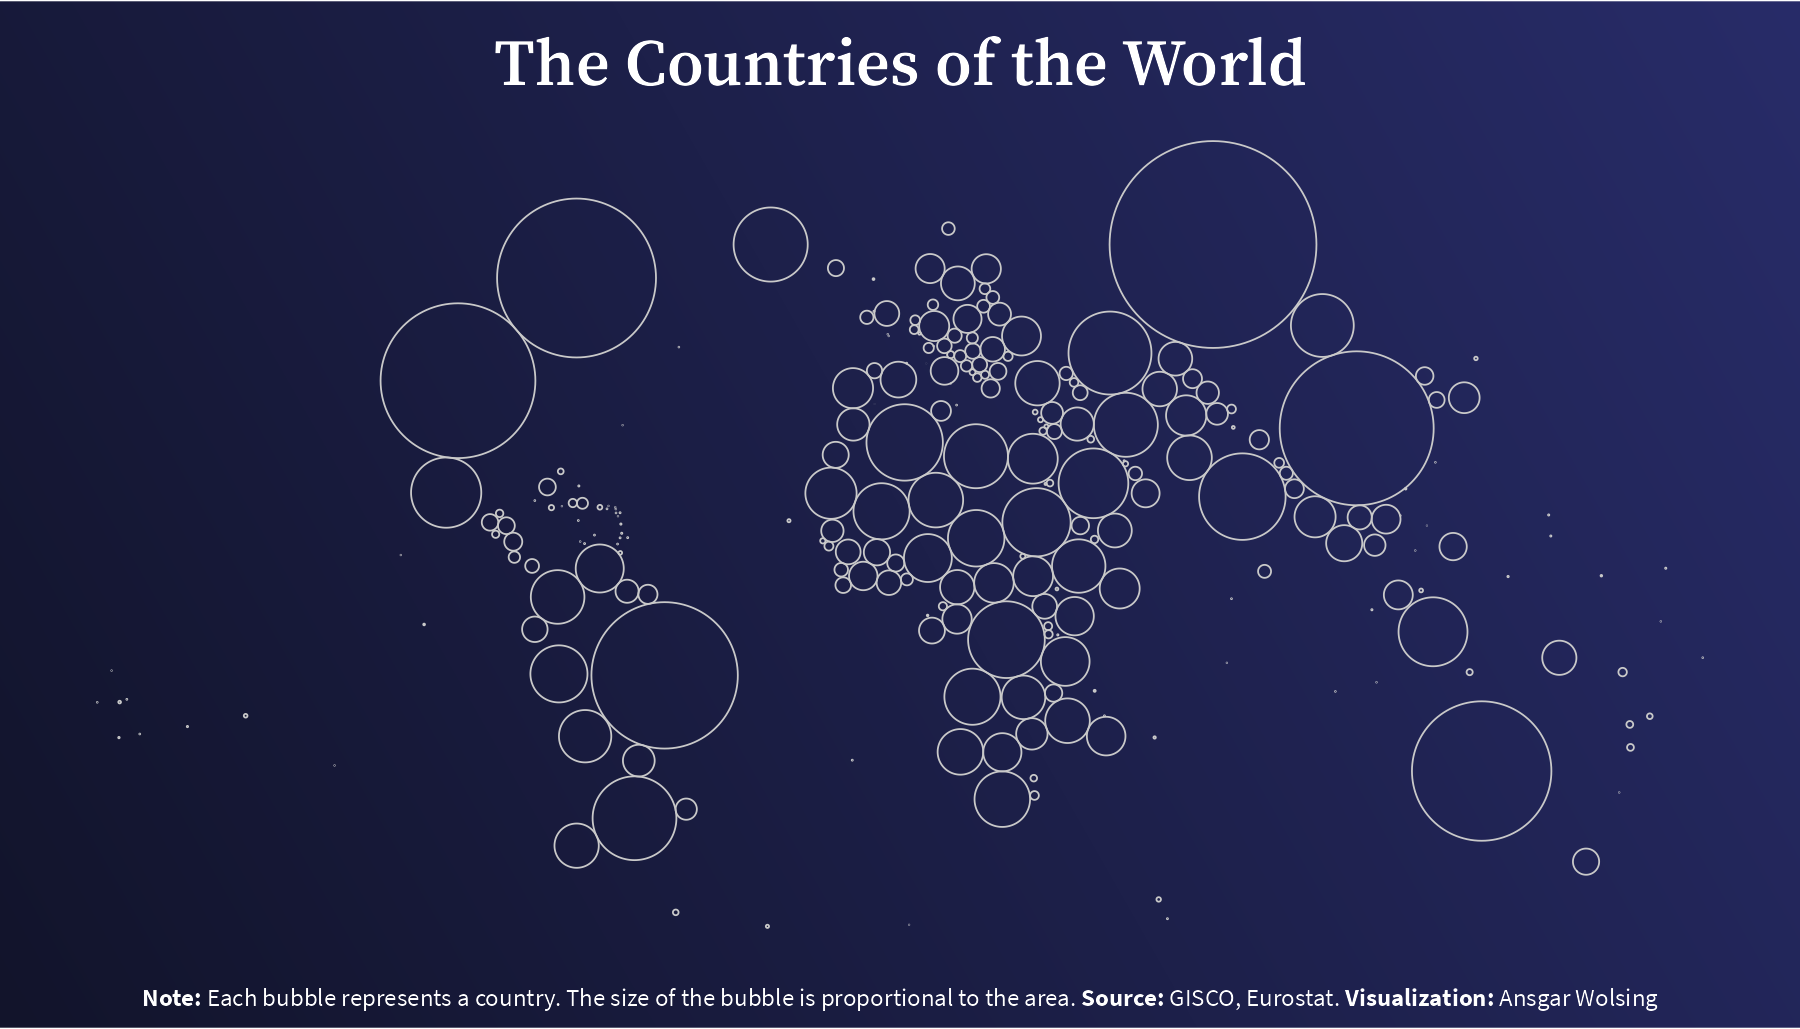 The Countries of the World
Note: Each bubble represents a country. The size of the bubble is proportional to the area. Source: GISCO, Eurostat. Visualization: Ansgar Wolsing